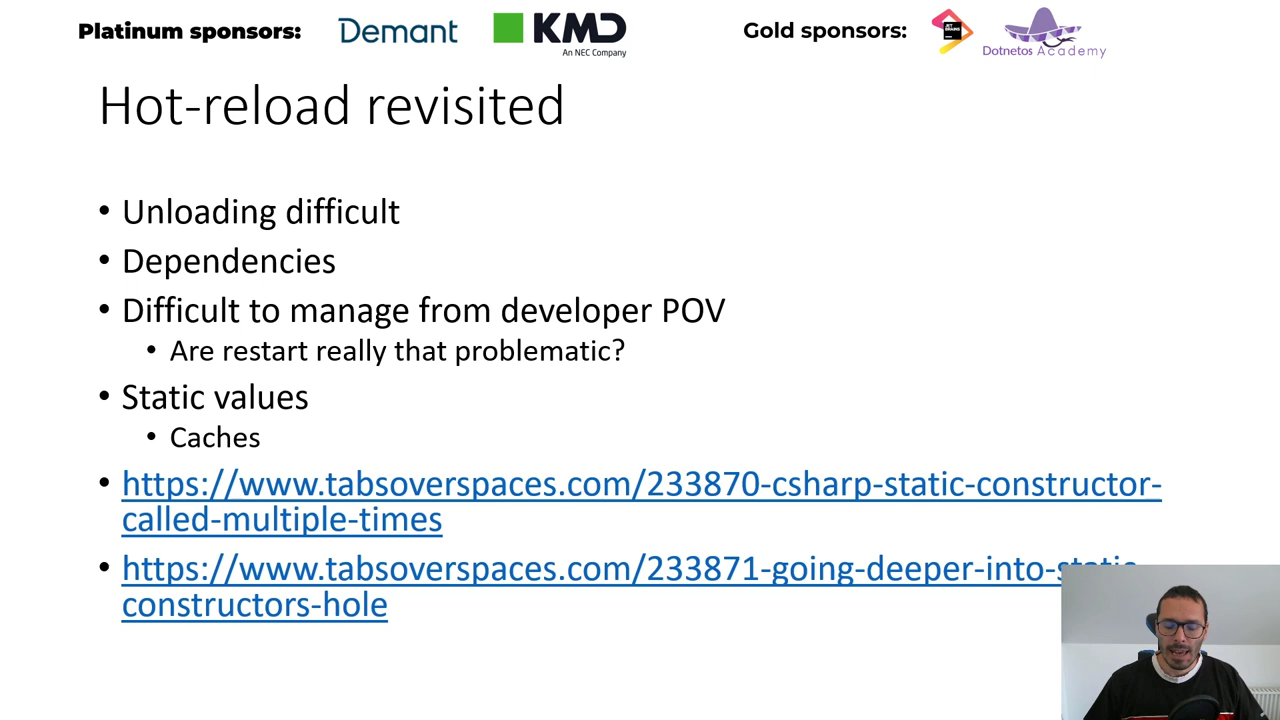 Platinum sponsors: Demant KMD Gold sponsors: JET BRAINS Dotnetos Academy
An NEC Company
Hot-reload revisited
• Unloading difficult
• Dependencies
• Difficult to manage from developer POV
• Are restart really that problematic?
• Static values
• Caches
• https://www.tabsoverspaces.com/233870-csharp-static-constructor-
called-multiple-times
• https://www.tabsoverspaces.com/233871-going-deeper-into-static-
constructors-hole